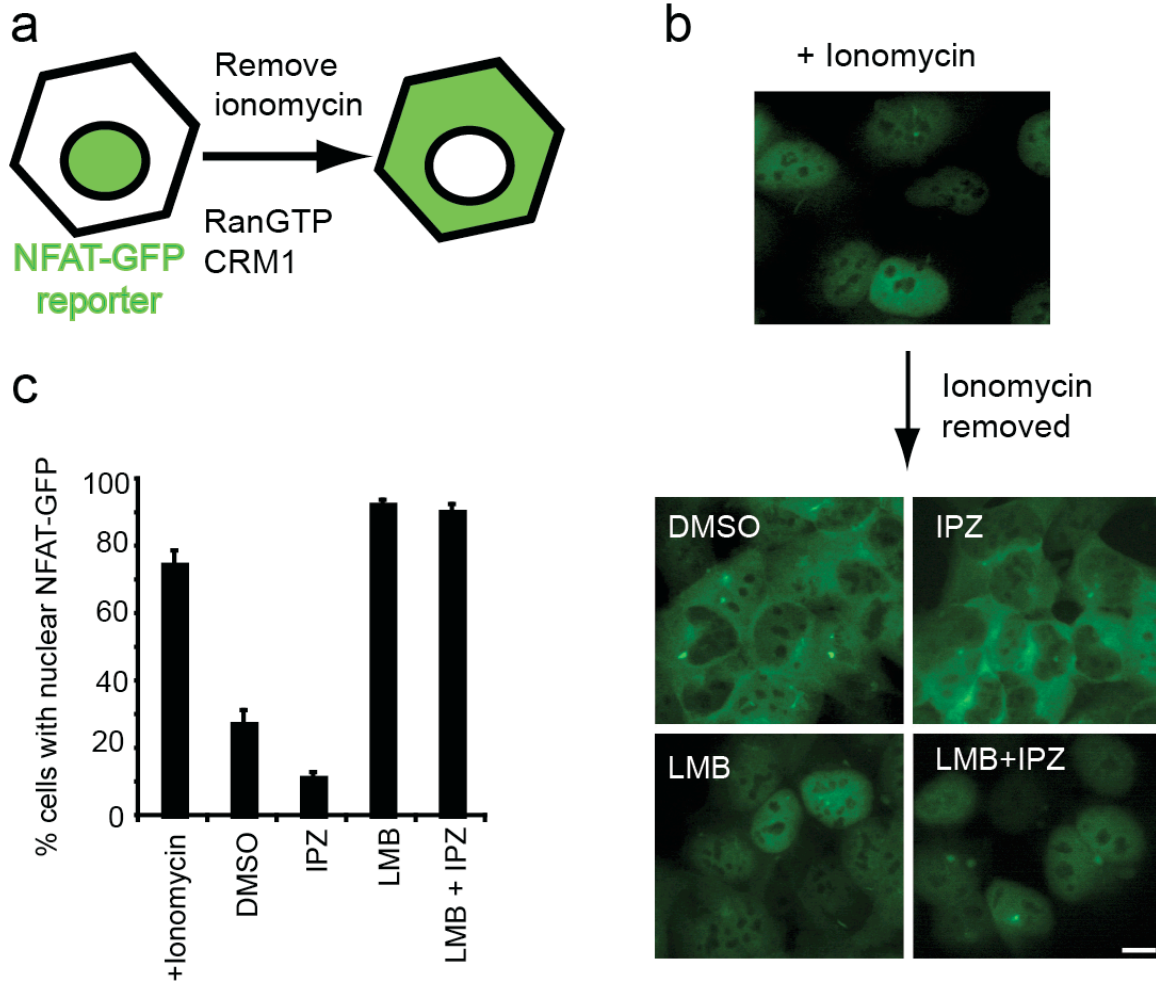 a
Remove
ionomycin
RanGTP
CRM1
NFAT-GFP
reporter
b
+ Ionomycin
Ionomycin
removed
DMSO
IPZ
LMB
LMB+IPZ
c
% cells with nuclear NFAT-GFP
100
80
60
40
20
0
+Ionomycin
DMSO
IPZ
LMB
LMB + IPZ